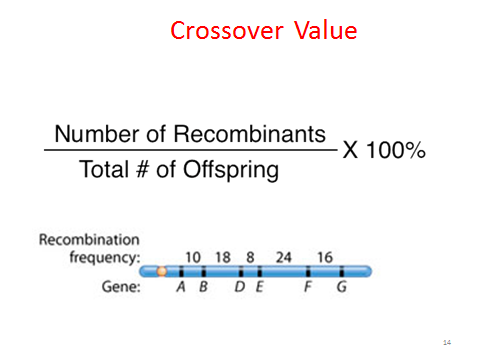 Crossover Value
Number of Recombinants
Total # of Offspring
X 100%
Recombination
frequency: 10 18 8 24 16
Gene: A B D E F G
14